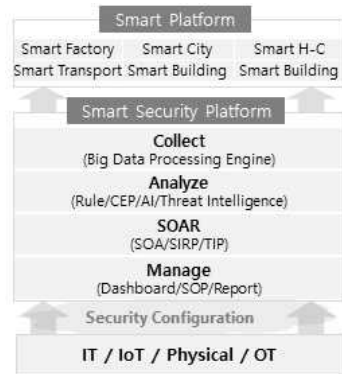 Smart Platform
Smart Factory Smart City Smart H-C
Smart Transport Smart Building Smart Building
Smart Security Platform
Collect
(Big Data Processing Engine)
Analyze
(Rule/CEP/AI/Threat Intelligence)
SOAR
(SOA/SIRP/TIP)
Manage
(Dashboard/SOP/Report)
Security Configuration
IT / IoT / Physical / OT